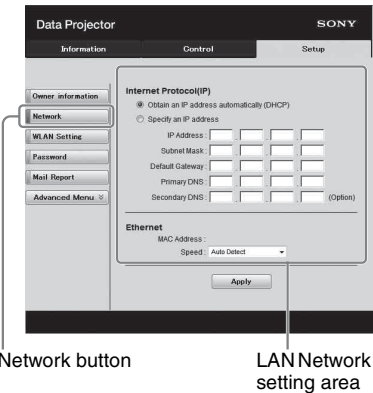 Data Projector SONY
Information Control Setup
Owner information
Network
WLAN Setting
Password
Mail Report
Advanced Menu
Internet Protocol(IP)
Obtain an IP address automatically (DHCP)
Specify an IP address
IP Address :
Subnet Mask :
Default Gateway :
Primary DNS :
Secondary DNS : (Option)
Ethernet
MAC Address :
Speed : Auto Detect
Apply
Network button
LAN Network
setting area